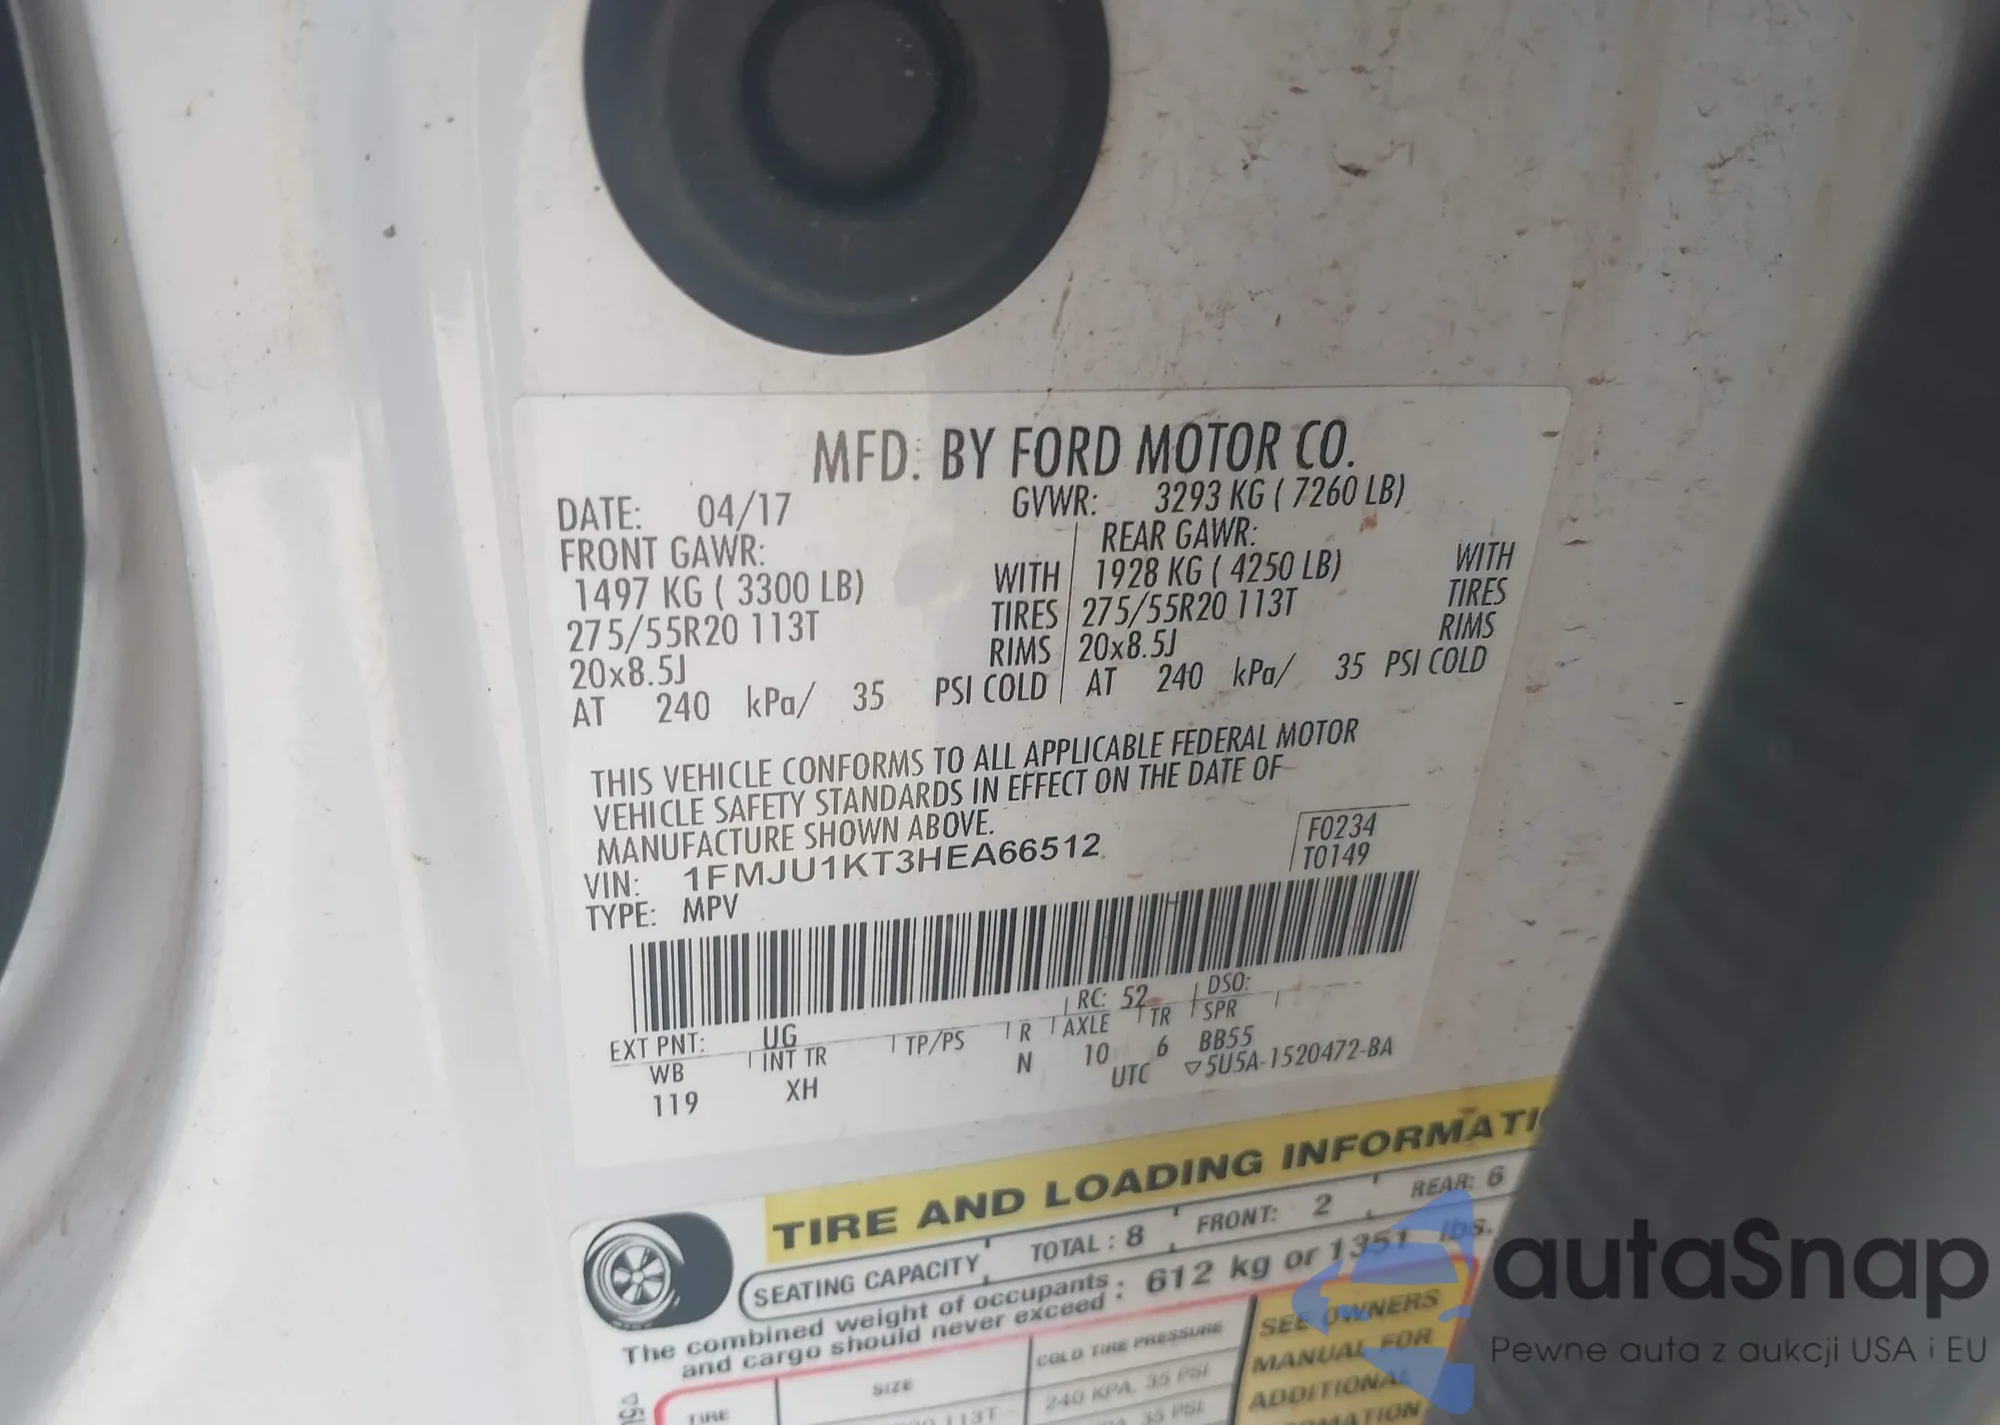 MFD. BY FORD MOTOR CO.
DATE: 04/17 GVWR: 3293 KG ( 7260 LB)
FRONT GAWR: REAR GAWR:
1497 KG ( 3300 LB) WITH 1928 KG ( 4250 LB) WITH
275/55R20 113T TIRES 275/55R20 113T TIRES
20x8.5J RIMS 20x8.5J RIMS
AT 240 kPa/ 35 PSI COLD AT 240 kPa/ 35 PSI COLD
THIS VEHICLE CONFORMS TO ALL APPLICABLE FEDERAL MOTOR
VEHICLE SAFETY STANDARDS IN EFFECT ON THE DATE OF
MANUFACTURE SHOWN ABOVE.
VIN: 1FMJU1KT3HEA66512
TYPE: MPV
F0234
T0149
EXT PNT: UG RC: 52 DSO:
WB INT TR TP/PS R AXLE TR SPR
119 XH N 10 6 BB55
UTC ▽5U5A-1520472-BA
TIRE AND LOADING INFORMATI
SEATING CAPACITY TOTAL : 8 FRONT: 2 REAR: 6
The combined weight of occupants : 612 kg or 1351 lbs.
and cargo should never exceed :
TIRE SIZE COLD TIRE PRESSURE
113T 240 KPA, 35 PSI
35 PSI
SEE OWNERS
MANUAL FOR
ADDITIONAL
autaSnap
Pewne auta z aukcji USA i EU